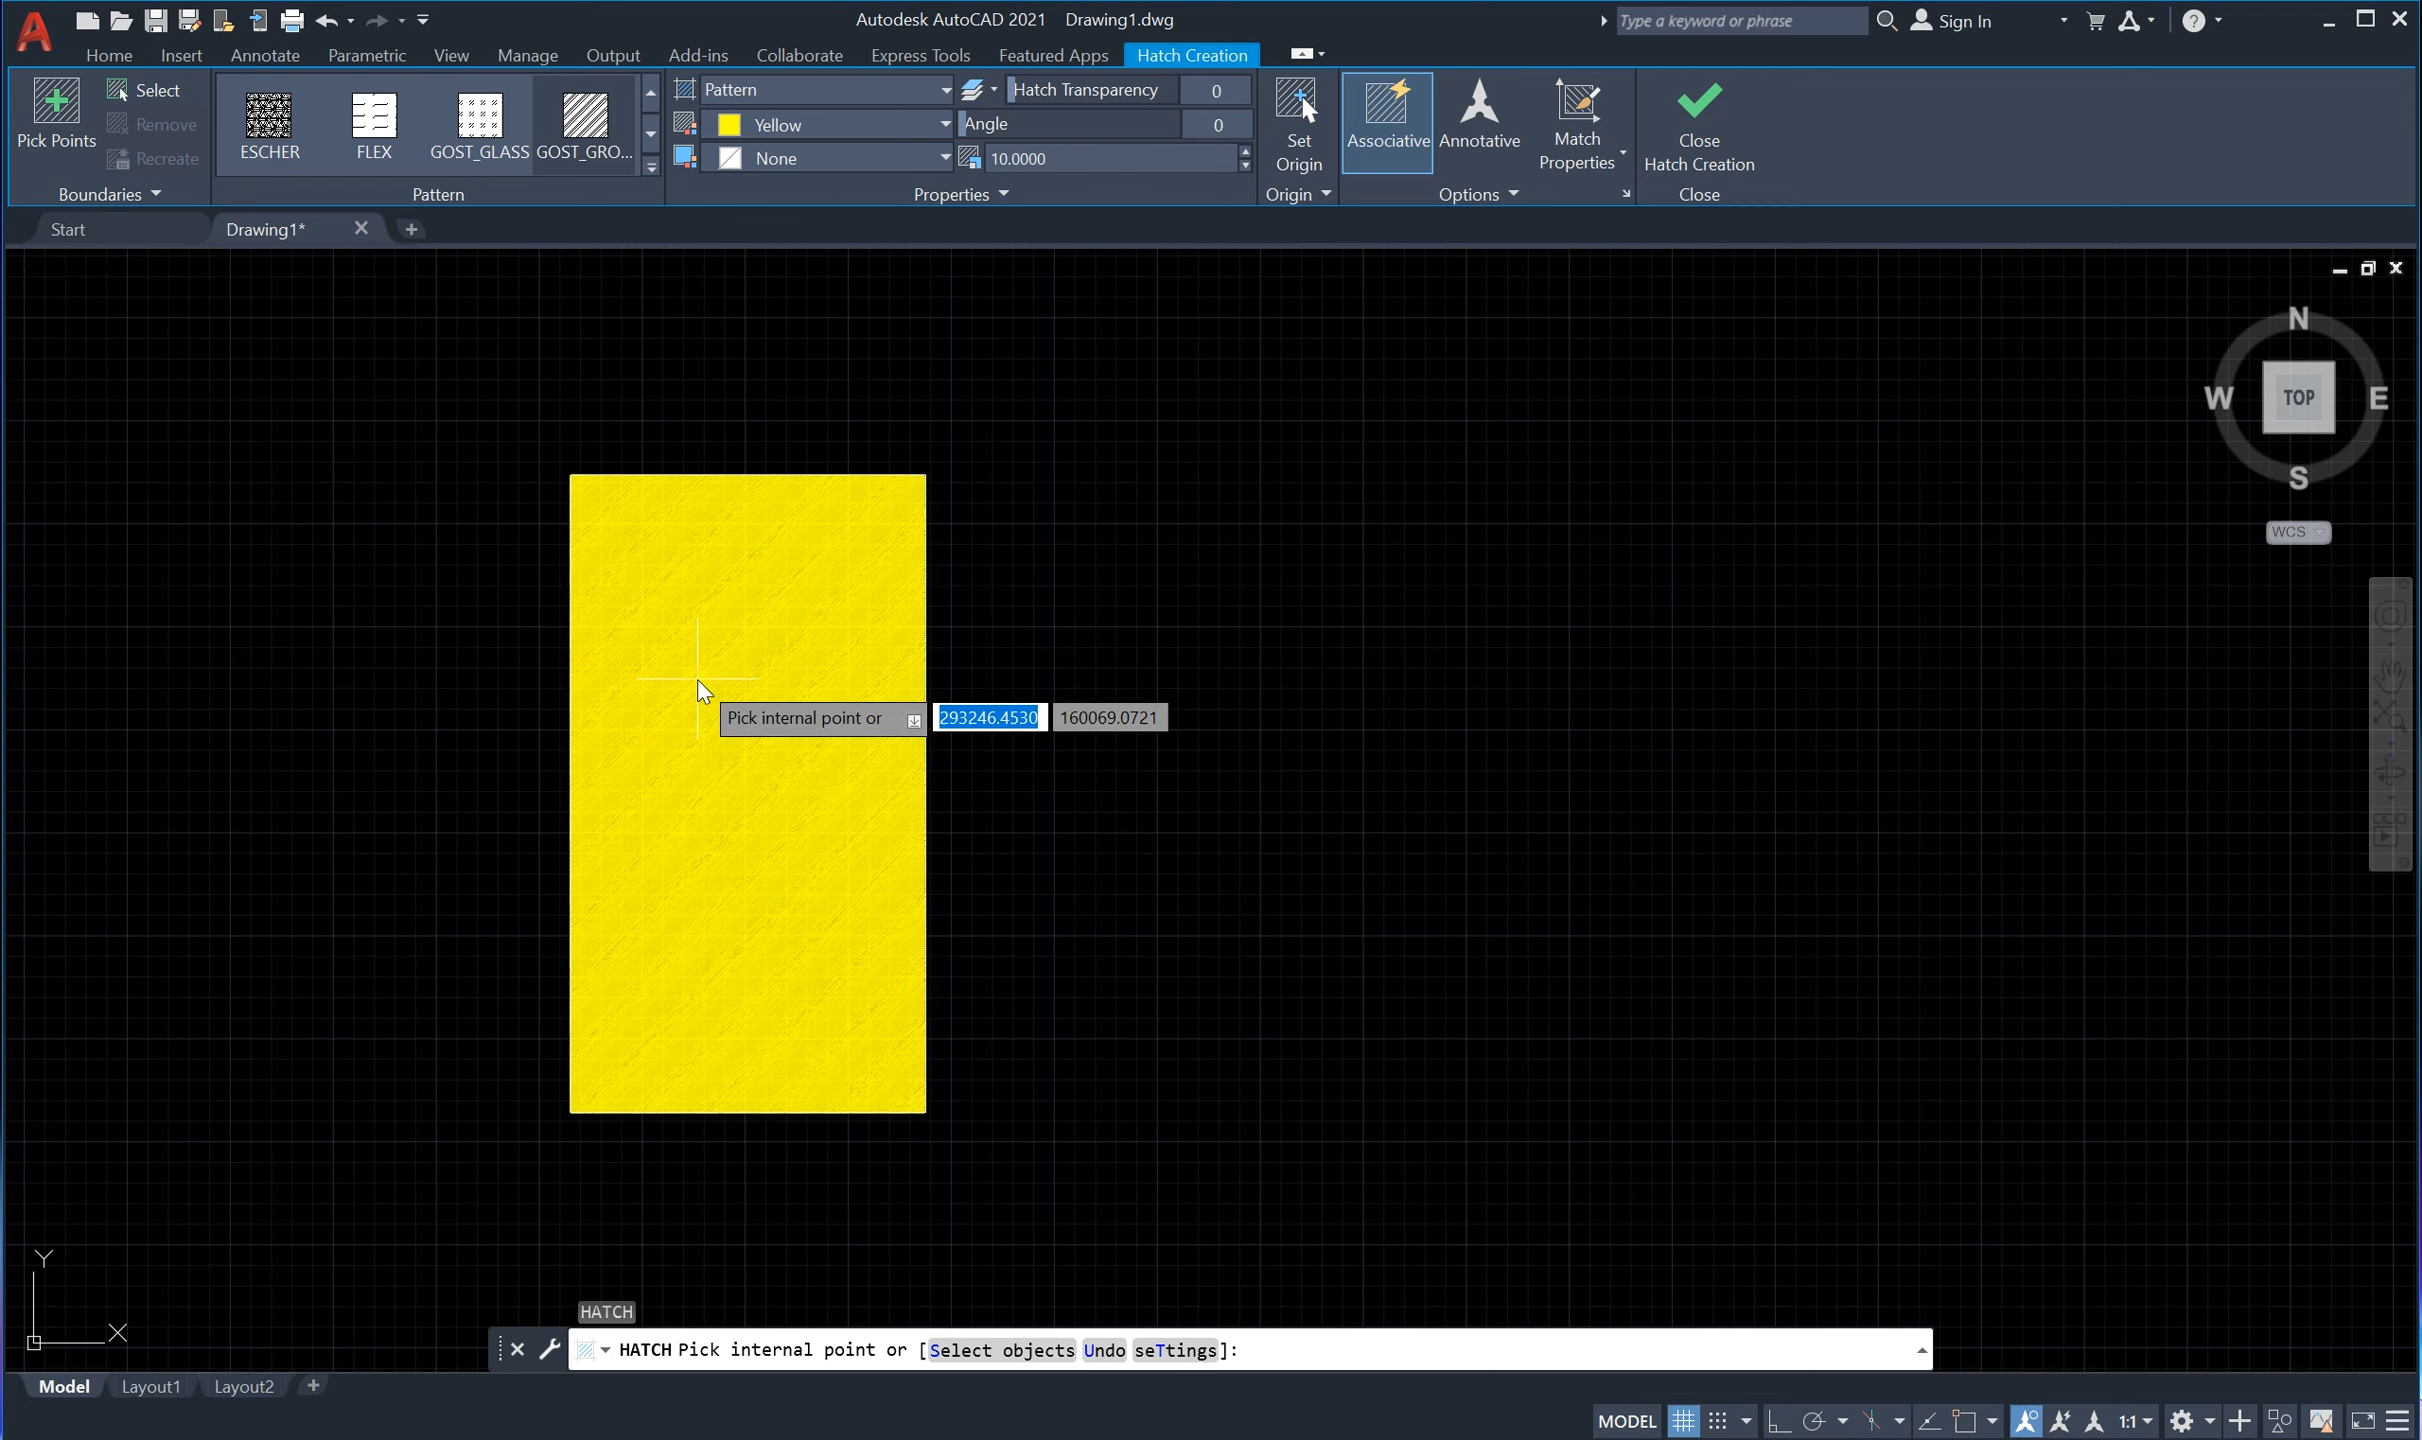 Autodesk AutoCAD 2021 Drawing1.dwg
Type a keyword or phrase
Sign In
Home Insert Annotate Parametric View Manage Output Add-ins Collaborate Express Tools Featured Apps Hatch Creation
Pick Points
Select
Remove
Recreate
Boundaries
ESCHER FLEX GOST_GLASS GOST_GRO...
Pattern
Pattern
Yellow
None
Hatch Transparency 0
Angle 0
10.0000
Properties
Set
Origin
Origin
Associative
Annotative
Match
Properties
Options
Close
Hatch Creation
Close
Start
Drawing1*
N
W
TOP
E
S
WCS
Pick internal point or 293246.4530 160069.0721
Y
X
HATCH
HATCH Pick internal point or [Select objects Undo seTtings]:
Model Layout1 Layout2
MODEL
1:1